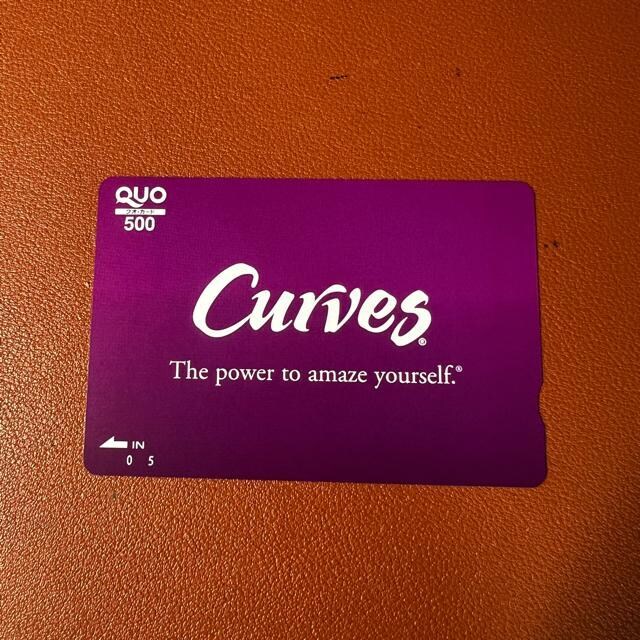 QUO
クオ・カード
500
Curves®
The power to amaze yourself.®
IN
0 5